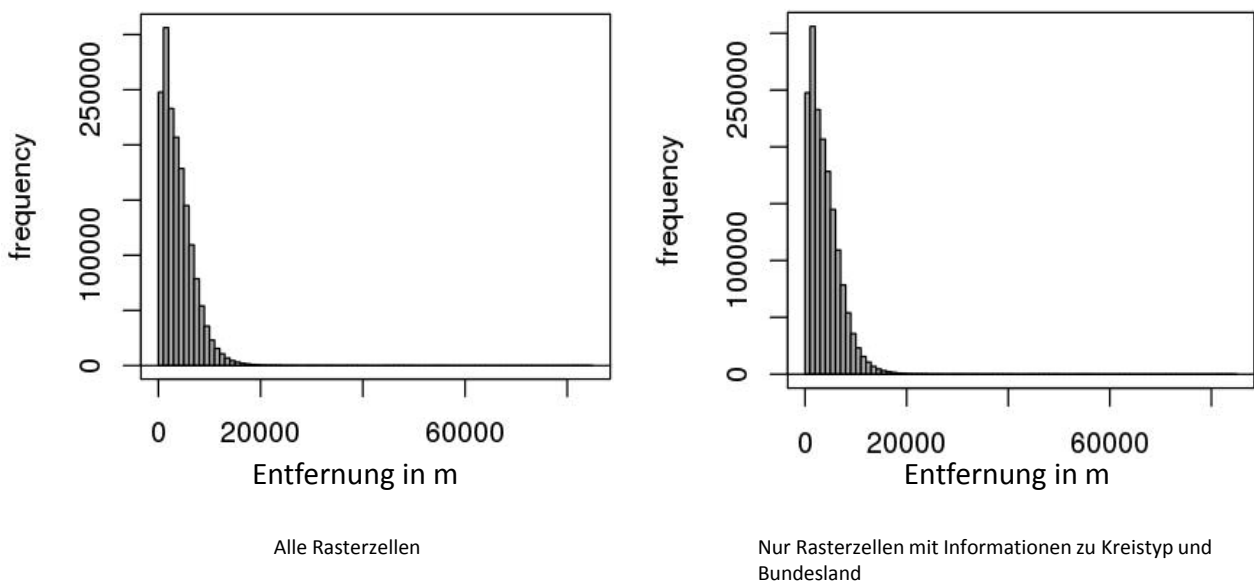 frequency
250000
100000
0
0 20000 60000
Entfernung in m
Alle Rasterzellen
frequency
250000
100000
0
0 20000 60000
Entfernung in m
Nur Rasterzellen mit Informationen zu Kreistyp und
Bundesland